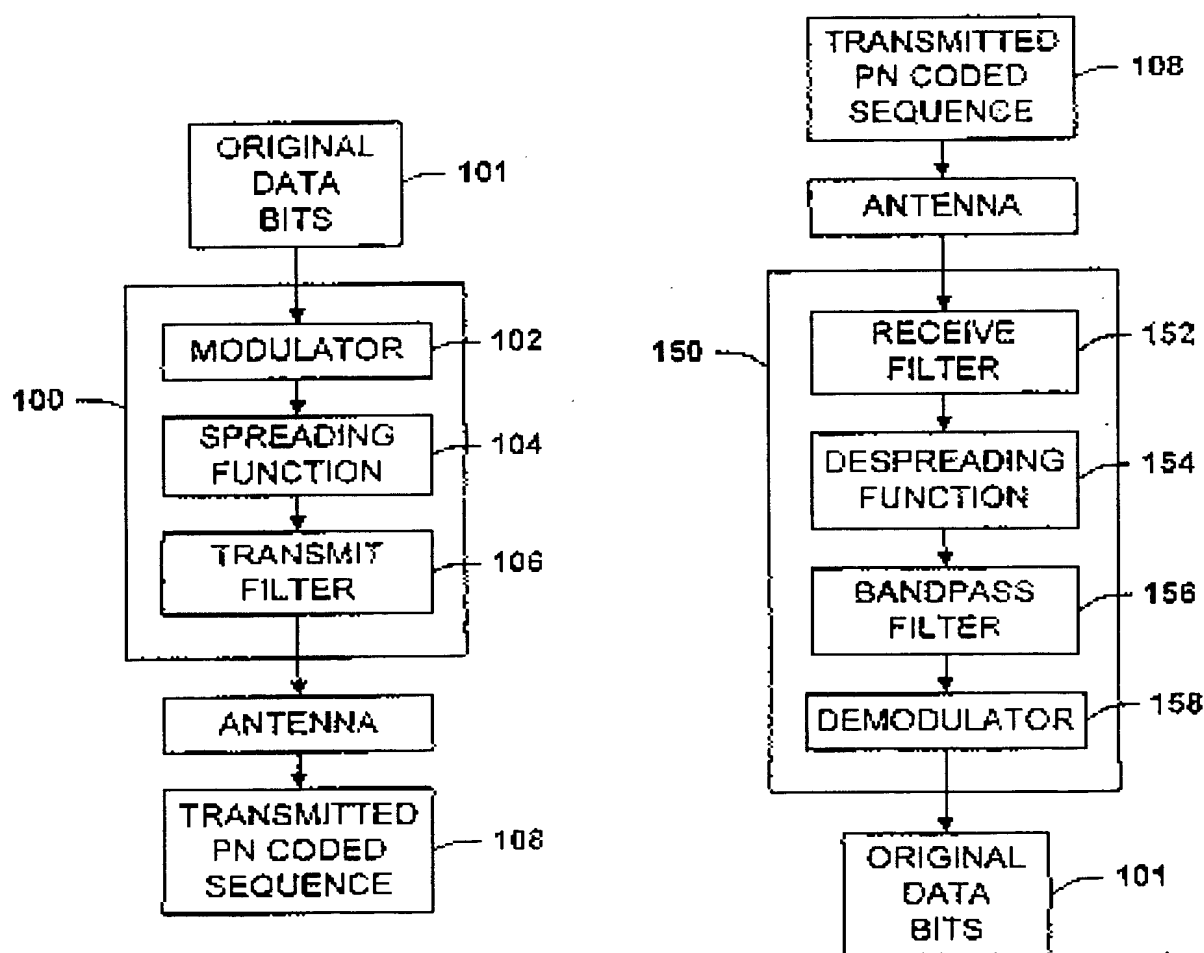 ORIGINAL
DATA
BITS
101
100
MODULATOR
102
SPREADING
FUNCTION
104
TRANSMIT
FILTER
106
ANTENNA
TRANSMITTED
PN CODED
SEQUENCE
108
TRANSMITTED
PN CODED
SEQUENCE
108
ANTENNA
150
RECEIVE
FILTER
152
DESPREADING
FUNCTION
154
BANDPASS
FILTER
156
DEMODULATOR
158
ORIGINAL
DATA
BITS
101